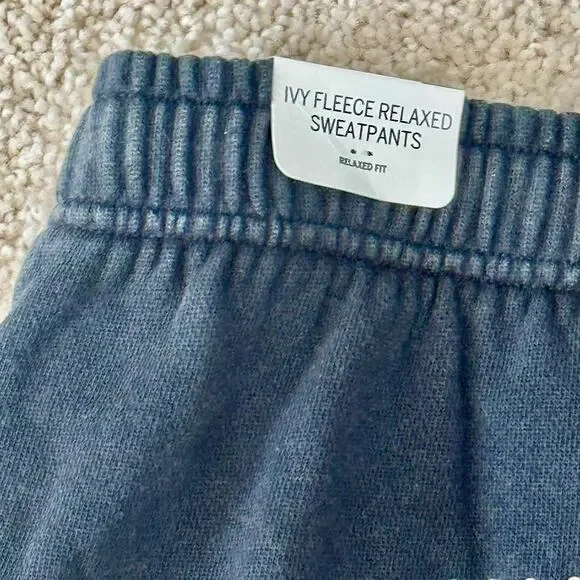 IVY FLEECE RELAXED
SWEATPANTS
RELAXED FIT